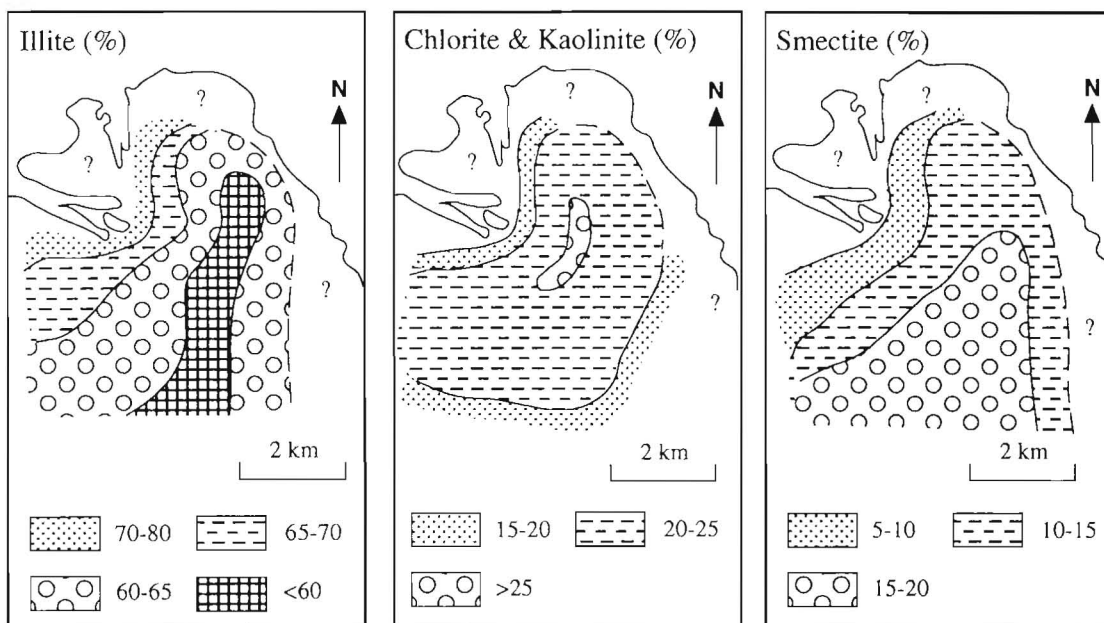 Illite (%)
?
N
?
?
2 km
70-80
65-70
60-65
<60
Chlorite & Kaolinite (%)
?
N
?
?
2 km
15-20
20-25
>25
Smectite (%)
?
N
?
?
2 km
5-10
10-15
15-20